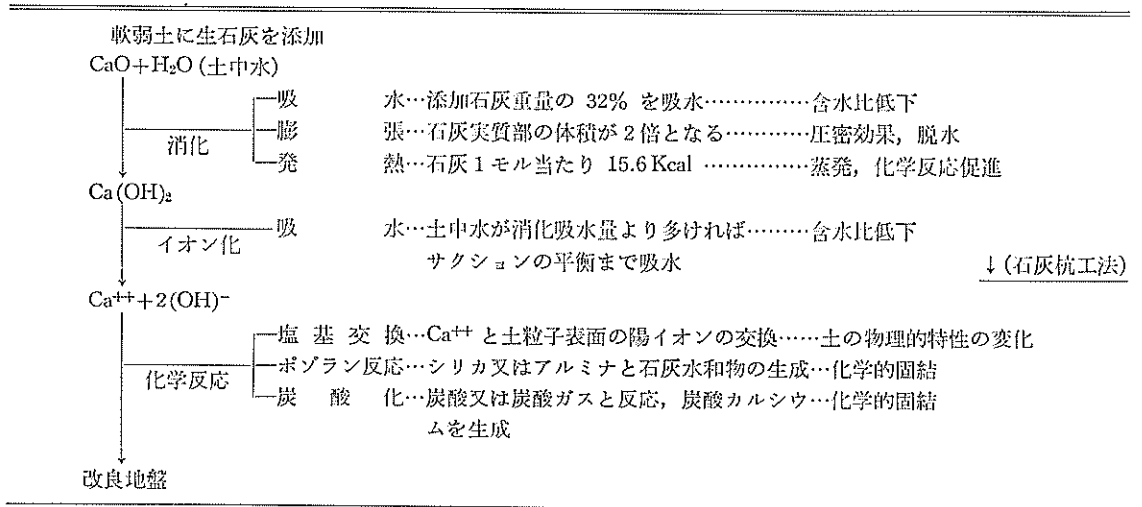 軟弱土に生石灰を添加
CaO+H₂O (土中水)
吸 水…添加石灰重量の 32% を吸水……………含水比低下
消化
膨 張…石灰実質部の体積が2倍となる…………圧密効果, 脱水
発 熱…石灰1モル当たり 15.6 Kcal ……………蒸発, 化学反応促進
Ca(OH)₂
イオン化
吸 水…土中水が消化吸水量より多ければ………含水比低下
サクションの平衡まで吸水
↓(石灰杭工法)
Ca⁺⁺+2(OH)⁻
塩基交換…Ca⁺⁺ と土粒子表面の陽イオンの交換……土の物理的特性の変化
化学反応
ポゾラン反応…シリカ又はアルミナと石灰水和物の生成…化学的固結
炭酸化…炭酸又は炭酸ガスと反応, 炭酸カルシウ…化学的固結
ムを生成
改良地盤